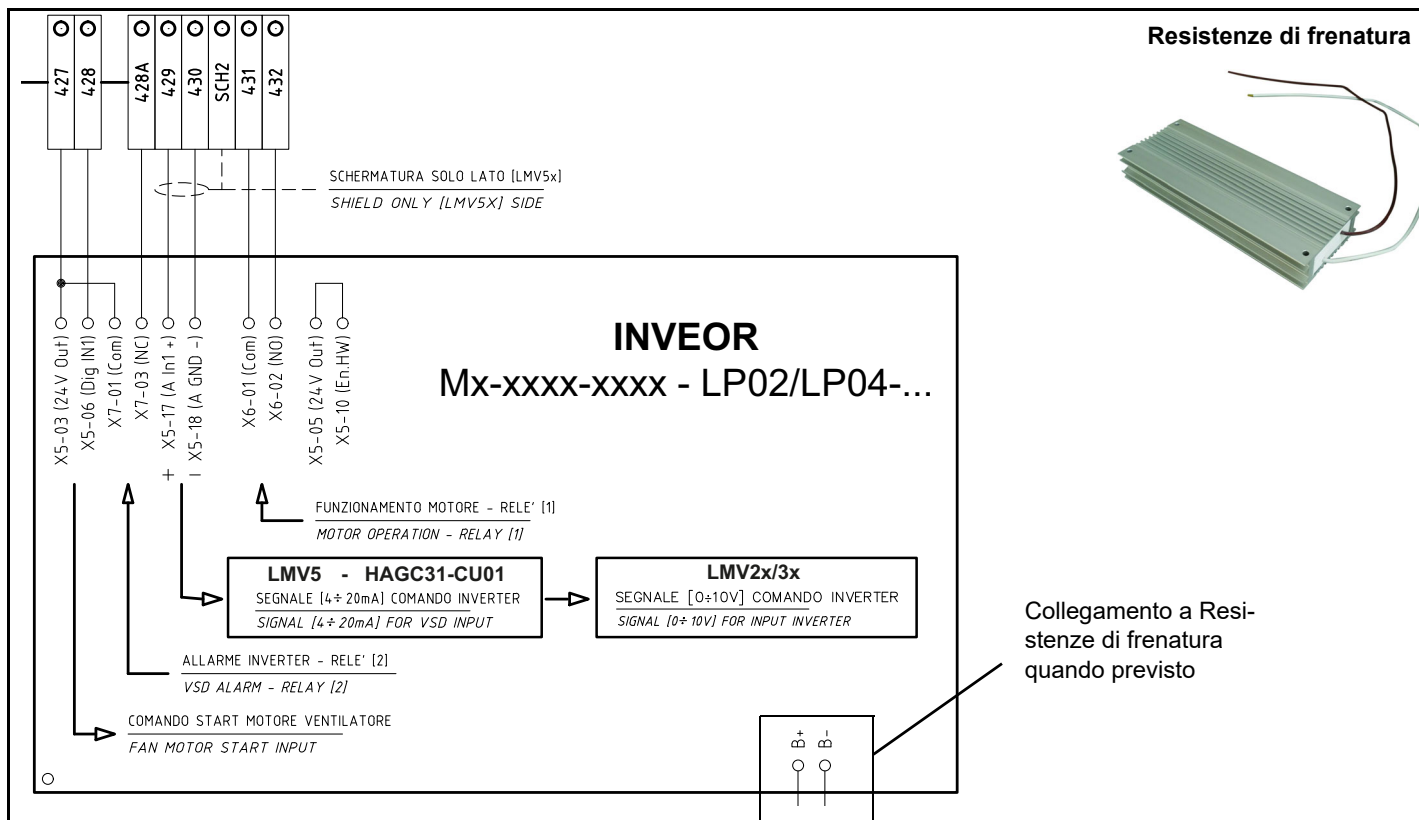 427
428
428A
429
430
SCH2
431
432
Resistenze di frenatura
SCHERMATURA SOLO LATO [LMV5x]
SHIELD ONLY [LMV5X] SIDE
X5-03 (24V Out)
X5-06 (Dig IN1)
X7-01 (Com)
X7-03 (NC)
+ X5-17 (A In1 +)
- X5-18 (A GND -)
X6-01 (Com)
X6-02 (NO)
X5-05 (24V Out)
X5-10 (En.HW)
INVEOR
Mx-xxxx-xxxx - LP02/LP04-...
FUNZIONAMENTO MOTORE - RELE' [1]
MOTOR OPERATION - RELAY [1]
LMV5 - HAGC31-CU01
SEGNALE [4÷20mA] COMANDO INVERTER
SIGNAL [4÷20mA] FOR VSD INPUT
LMV2x/3x
SEGNALE [0÷10V] COMANDO INVERTER
SIGNAL [0÷10V] FOR INPUT INVERTER
ALLARME INVERTER - RELE' [2]
VSD ALARM - RELAY [2]
COMANDO START MOTORE VENTILATORE
FAN MOTOR START INPUT
B+
B-
Collegamento a Resi-
stenze di frenatura
quando previsto